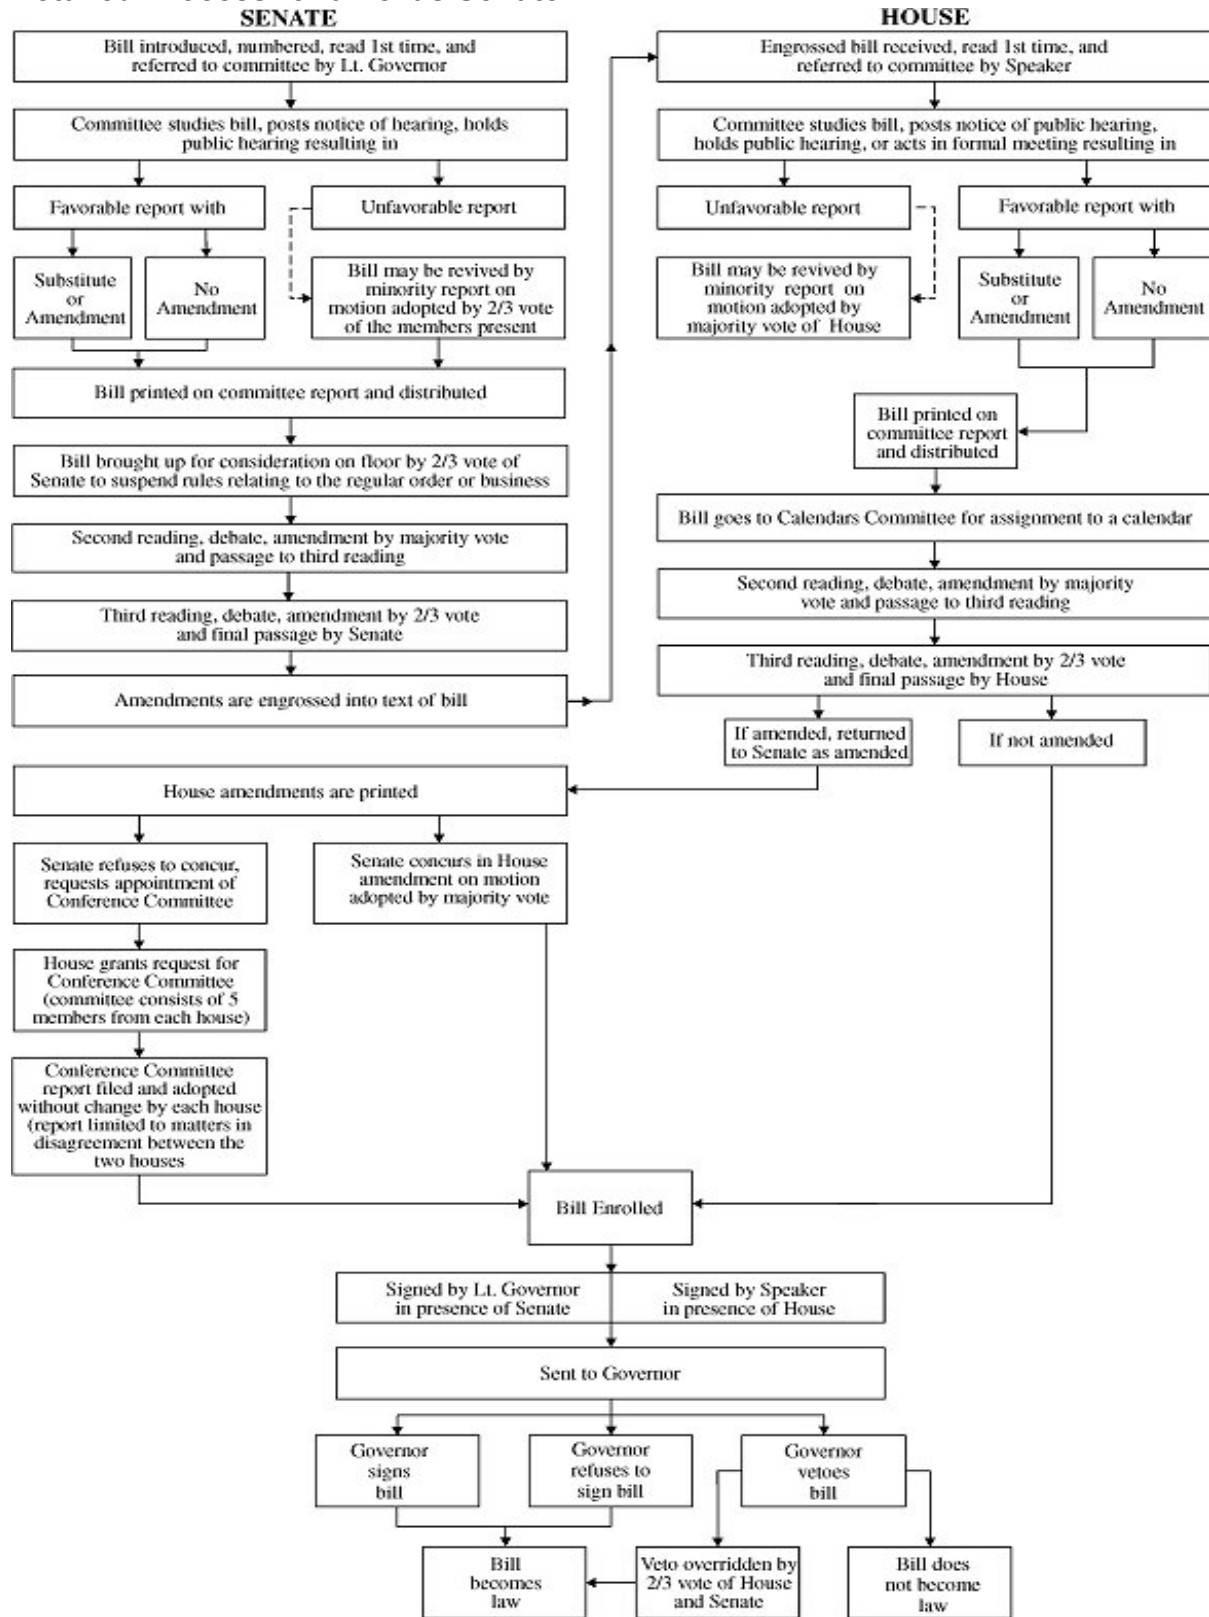 SENATE
Bill introduced, numbered, read 1st time, and
referred to committee by Lt. Governor
Committee studies bill, posts notice of hearing, holds
public hearing resulting in
Favorable report with
Unfavorable report
Substitute
or
Amendment
No
Amendment
Bill may be revived by
minority report on
motion adopted by 2/3 vote
of the members present
Bill printed on committee report and distributed
Bill brought up for consideration on floor by 2/3 vote of
Senate to suspend rules relating to the regular order or business
Second reading, debate, amendment by majority vote
and passage to third reading
Third reading, debate, amendment by 2/3 vote
and final passage by Senate
Amendments are engrossed into text of bill
HOUSE
Engrossed bill received, read 1st time, and
referred to committee by Speaker
Committee studies bill, posts notice of public hearing,
holds public hearing, or acts in formal meeting resulting in
Unfavorable report
Favorable report with
Bill may be revived by
minority report on
motion adopted by
majority vote of House
Substitute
or
Amendment
No
Amendment
Bill printed on
committee report
and distributed
Bill goes to Calendars Committee for assignment to a calendar
Second reading, debate, amendment by majority
vote and passage to third reading
Third reading, debate, amendment by 2/3 vote
and final passage by House
If amended, returned
to Senate as amended
If not amended
House amendments are printed
Senate refuses to concur,
requests appointment of
Conference Committee
Senate concurs in House
amendment on motion
adopted by majority vote
House grants request for
Conference Committee
(committee consists of 5
members from each house)
Conference Committee
report filed and adopted
without change by each house
(report limited to matters in
disagreement between the
two houses
Bill Enrolled
Signed by Lt. Governor
in presence of Senate
Signed by Speaker
in presence of House
Sent to Governor
Governor
signs
bill
Governor
refuses to
sign bill
Governor
vetoes
bill
Bill
becomes
law
Veto overridden by
2/3 vote of House
and Senate
Bill does
not become
law